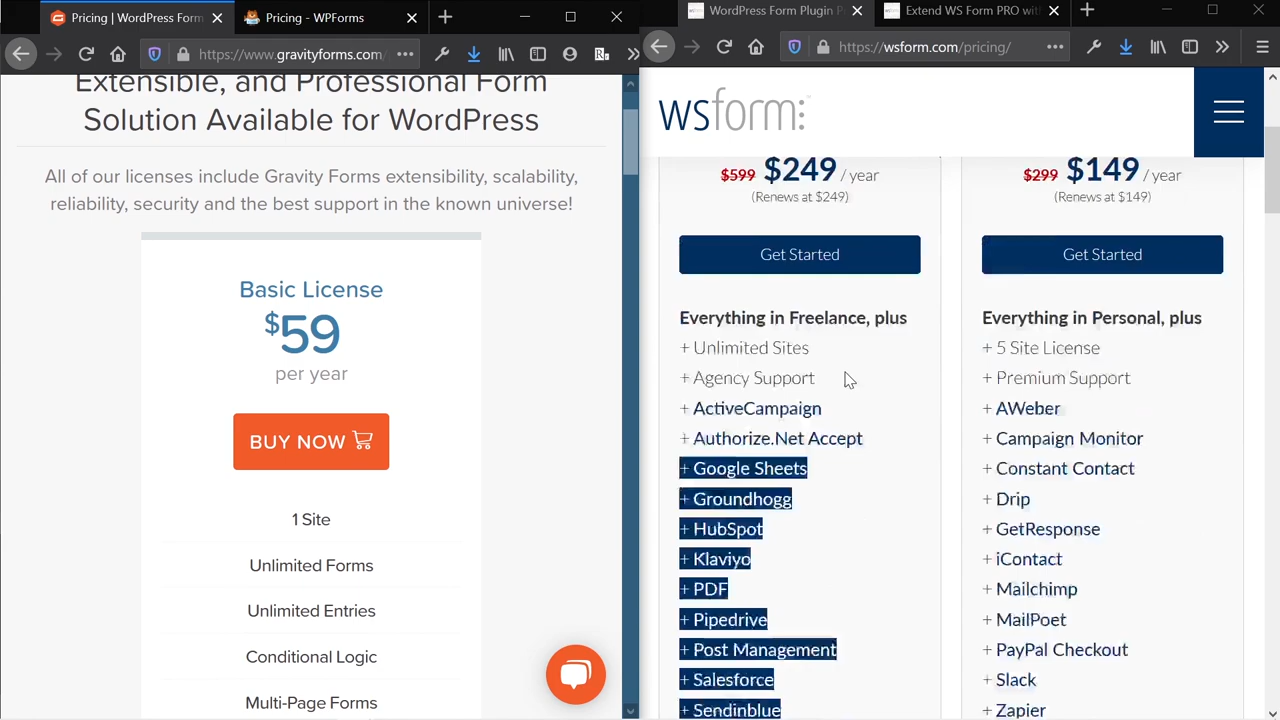 Pricing | WordPress Form
Pricing - WPForms
https://www.gravityforms.com
Extensible, and Professional Form
Solution Available for WordPress
All of our licenses include Gravity Forms extensibility, scalability,
reliability, security and the best support in the known universe!
Basic License
$59
per year
BUY NOW
1 Site
Unlimited Forms
Unlimited Entries
Conditional Logic
Multi-Page Forms
WordPress Form Plugin P
Extend WS Form PRO with
https://wsform.com/pricing/
wsform:
$599 $249 / year
(Renews at $249)
Get Started
Everything in Freelance, plus
+ Unlimited Sites
+ Agency Support
+ ActiveCampaign
+ Authorize.Net Accept
+ Google Sheets
+ Groundhogg
+ HubSpot
+ Klaviyo
+ PDF
+ Pipedrive
+ Post Management
+ Salesforce
+ Sendinblue
$299 $149 / year
(Renews at $149)
Get Started
Everything in Personal, plus
+ 5 Site License
+ Premium Support
+ AWeber
+ Campaign Monitor
+ Constant Contact
+ Drip
+ GetResponse
+ iContact
+ Mailchimp
+ MailPoet
+ PayPal Checkout
+ Slack
+ Zapier